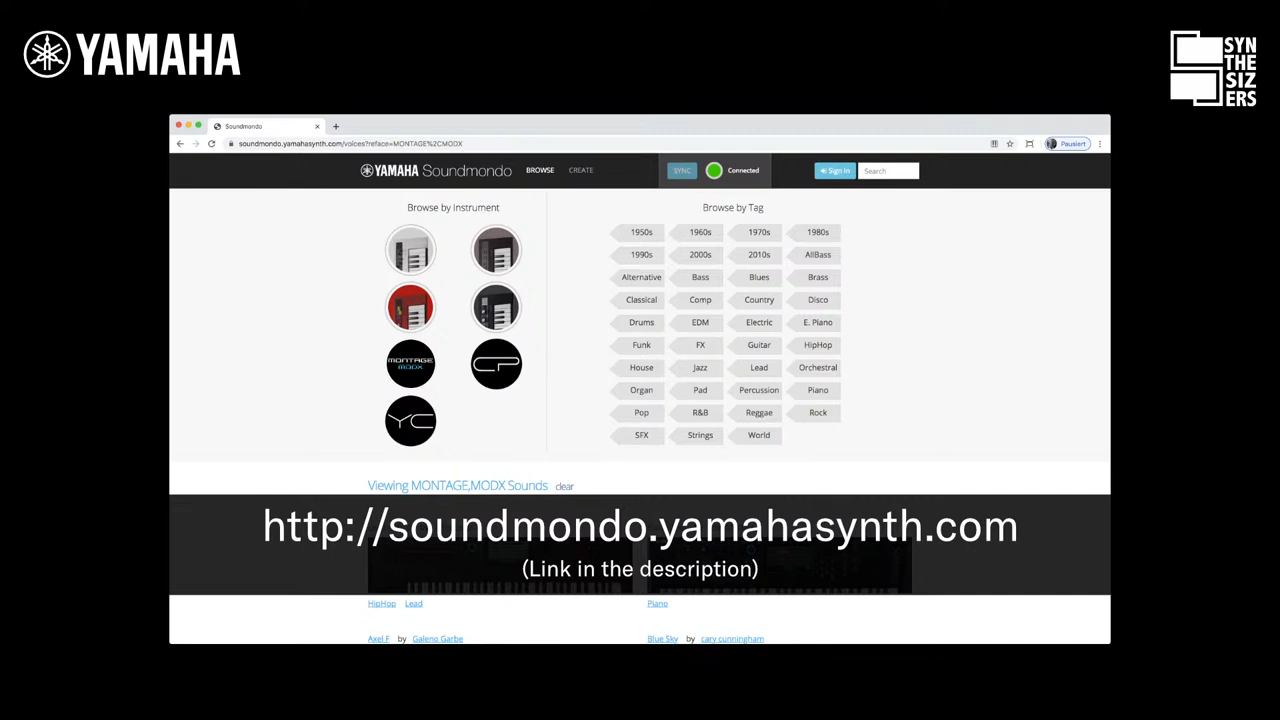 YAMAHA
SYN
THE
SIZ
ERS
Soundmondo
soundmondo.yamahasynth.com/voices?reface=MONTAGE%2CMODX
Pausiert
YAMAHA Soundmondo BROWSE CREATE SYNC Connected Sign In Search
Browse by Instrument
MONTAGE
MODX
CP
YC
Browse by Tag
1950s 1960s 1970s 1980s
1990s 2000s 2010s AllBass
Alternative Bass Blues Brass
Classical Comp Country Disco
Drums EDM Electric E. Piano
Funk FX Guitar HipHop
House Jazz Lead Orchestral
Organ Pad Percussion Piano
Pop R&B Reggae Rock
SFX Strings World
Viewing MONTAGE,MODX Sounds clear
http://soundmondo.yamahasynth.com
(Link in the description)
HipHop Lead Piano
Axel F by Galeno Garbe Blue Sky by cary cunningham